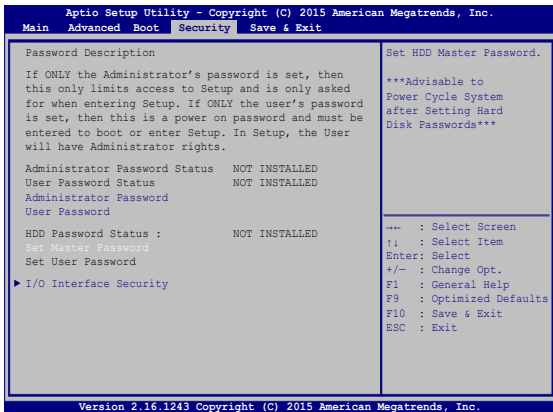 Aptio Setup Utility - Copyright (C) 2015 American Megatrends, Inc.
Main Advanced Boot Security Save & Exit
Password Description
If ONLY the Administrator's password is set, then
this only limits access to Setup and is only asked
for when entering Setup. If ONLY the user's password
is set, then this is a power on password and must be
entered to boot or enter Setup. In Setup, the User
will have Administrator rights.
Administrator Password Status NOT INSTALLED
User Password Status NOT INSTALLED
Administrator Password
User Password
HDD Password Status : NOT INSTALLED
Set Master Password
Set User Password
► I/O Interface Security
Set HDD Master Password.
***Advisable to
Power Cycle System
after Setting Hard
Disk Passwords***
→← : Select Screen
↑↓ : Select Item
Enter: Select
+/— : Change Opt.
F1 : General Help
F9 : Optimized Defaults
F10 : Save & Exit
ESC : Exit
Version 2.16.1243 Copyright (C) 2015 American Megatrends, Inc.